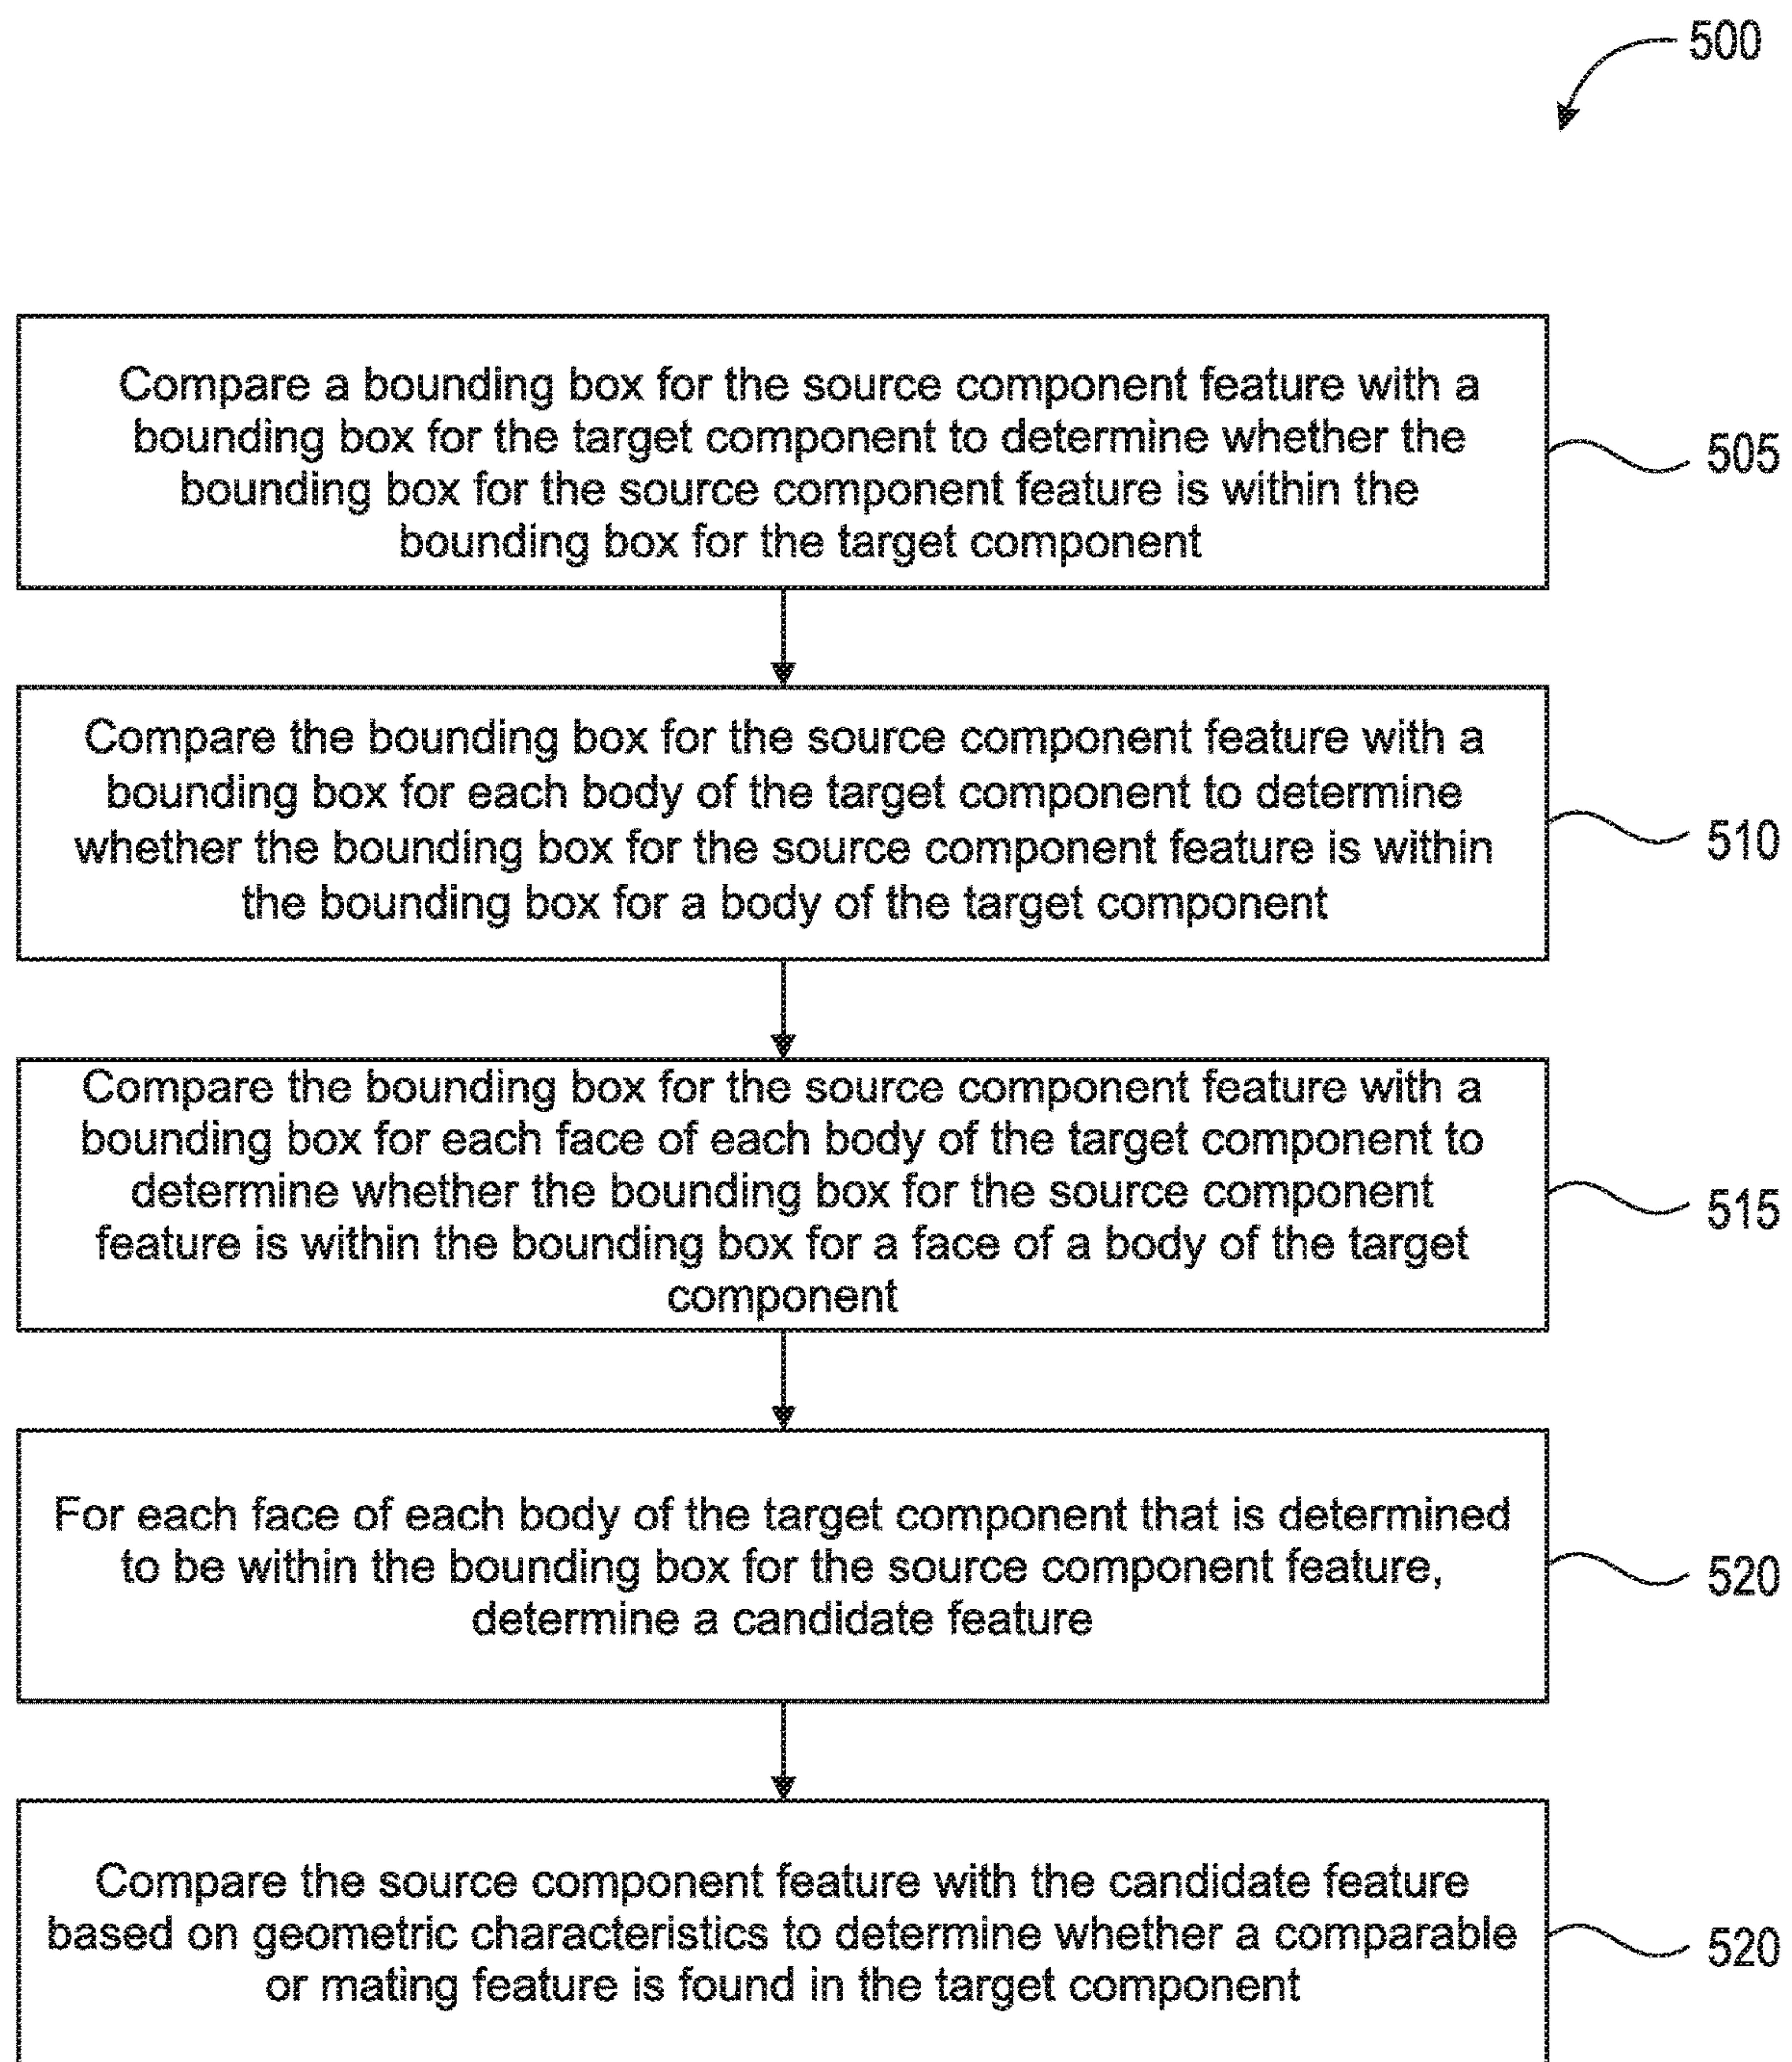 500
Compare a bounding box for the source component feature with a
bounding box for the target component to determine whether the
bounding box for the source component feature is within the
bounding box for the target component
505
Compare the bounding box for the source component feature with a
bounding box for each body of the target component to determine
whether the bounding box for the source component feature is within
the bounding box for a body of the target component
510
Compare the bounding box for the source component feature with a
bounding box for each face of each body of the target component to
determine whether the bounding box for the source component
feature is within the bounding box for a face of a body of the target
component
515
For each face of each body of the target component that is determined
to be within the bounding box for the source component feature,
determine a candidate feature
520
Compare the source component feature with the candidate feature
based on geometric characteristics to determine whether a comparable
or mating feature is found in the target component
520